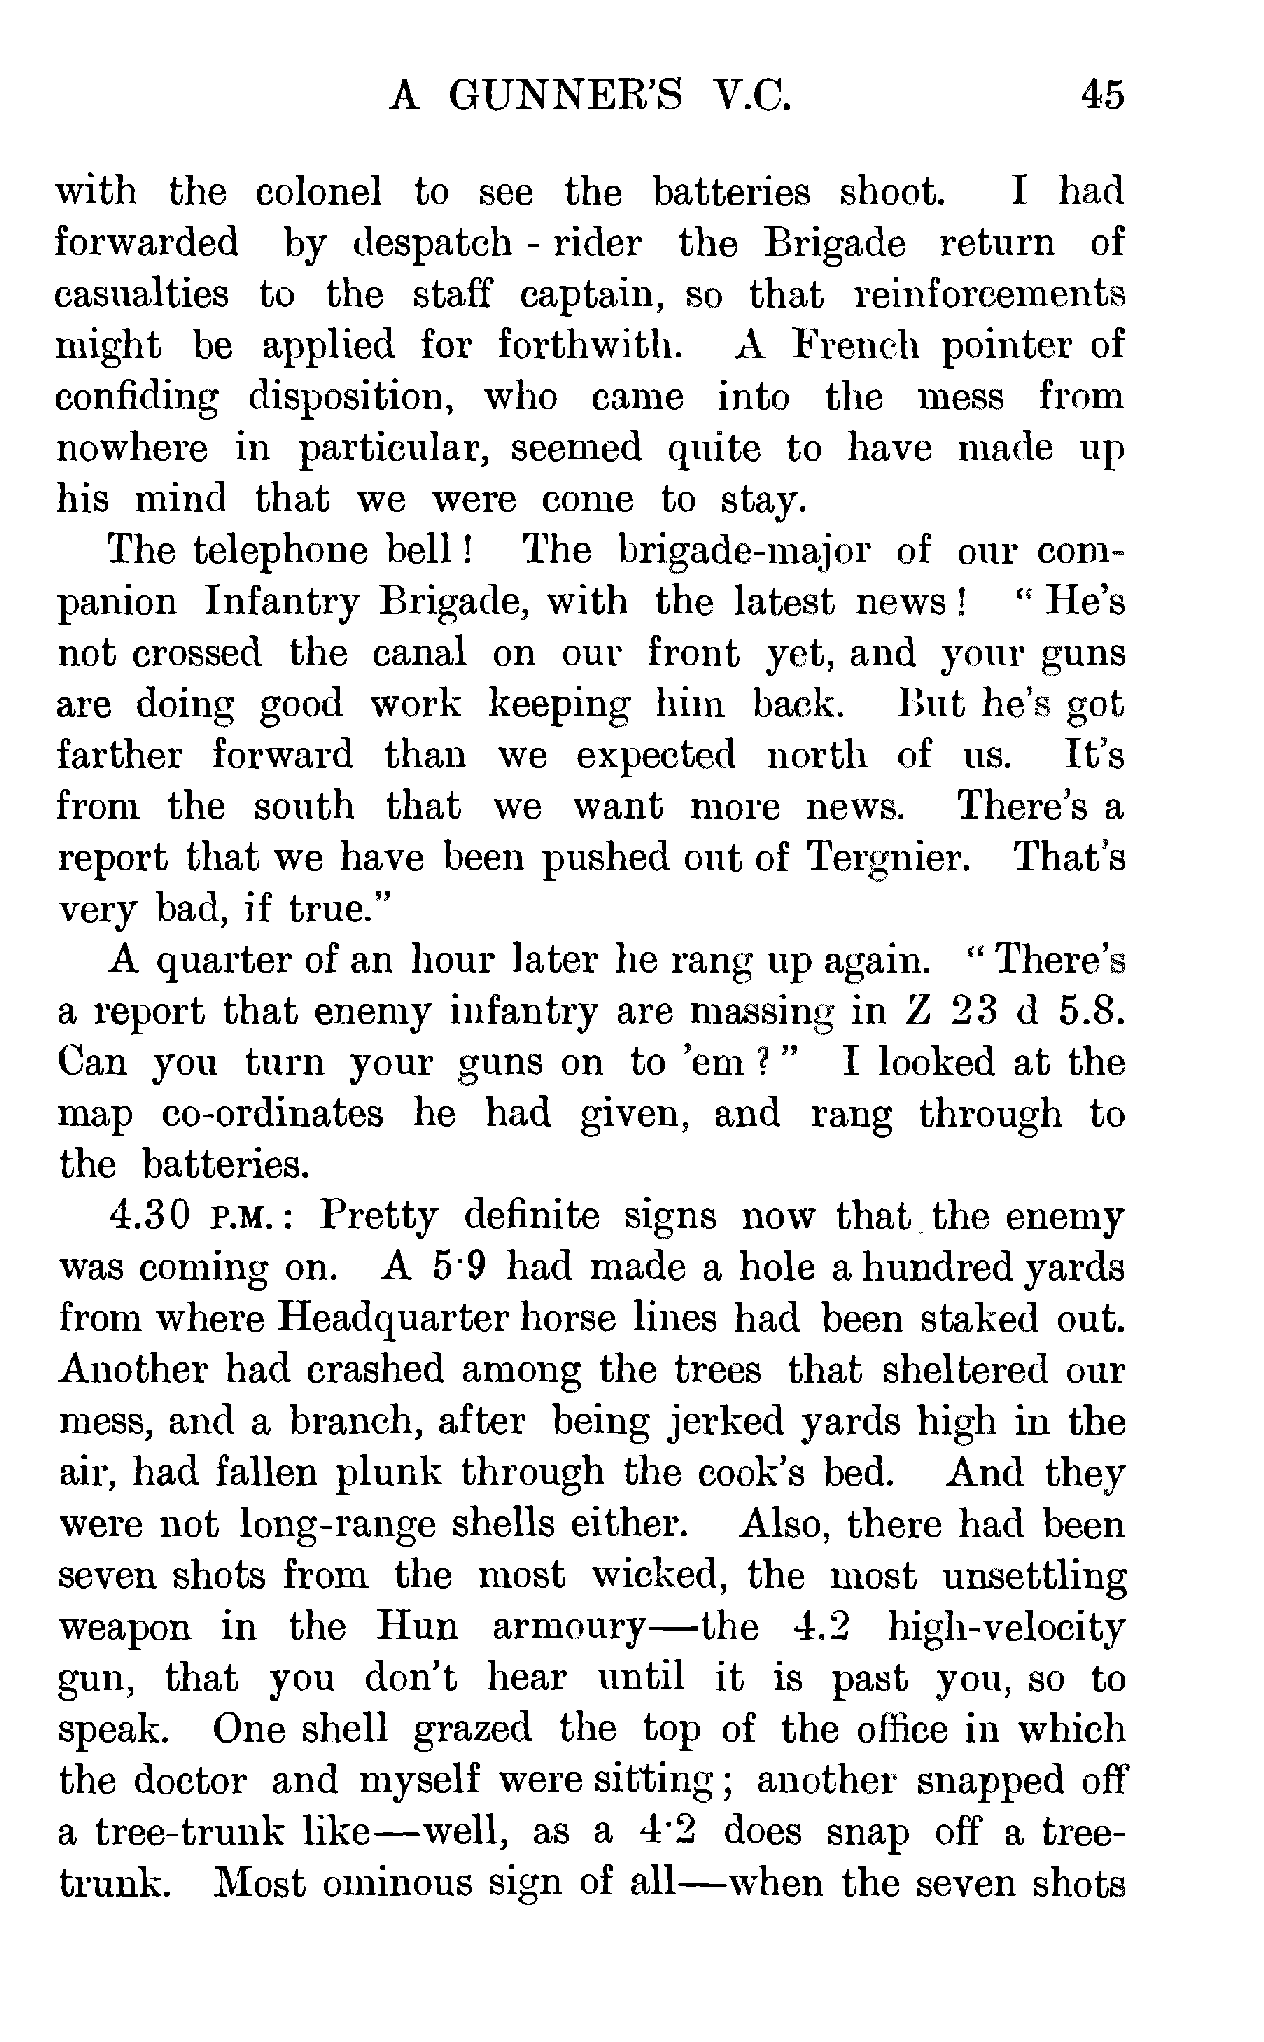 A GUNNER'S V.C. 45
with the colonel to see the batteries shoot. I had
forwarded by despatch - rider the Brigade return of
casualties to the staff captain, so that reinforcements
might be applied for forthwith. A French pointer of
confiding disposition, who came into the mess from
nowhere in particular, seemed quite to have made up
his mind that we were come to stay.
The telephone bell ! The brigade-major of our com-
panion Infantry Brigade, with the latest news ! " He's
not crossed the canal on our front yet, and your guns
are doing good work keeping him back. But he's got
farther forward than we expected north of us. It's
from the south that we want more news. There's a
report that we have been pushed out of Tergnier. That's
very bad, if true."
A quarter of an hour later he rang up again. " There's
a report that enemy infantry are massing in Z 23 d 5.8.
Can you turn your guns on to 'em ? " I looked at the
map co-ordinates he had given, and rang through to
the batteries.
4.30 P.M. : Pretty definite signs now that the enemy
was coming on. A 5·9 had made a hole a hundred yards
from where Headquarter horse lines had been staked out.
Another had crashed among the trees that sheltered our
mess, and a branch, after being jerked yards high in the
air, had fallen plunk through the cook's bed. And they
were not long-range shells either. Also, there had been
seven shots from the most wicked, the most unsettling
weapon in the Hun armoury—the 4.2 high-velocity
gun, that you don't hear until it is past you, so to
speak. One shell grazed the top of the office in which
the doctor and myself were sitting ; another snapped off
a tree-trunk like—well, as a 4·2 does snap off a tree-
trunk. Most ominous sign of all—when the seven shots